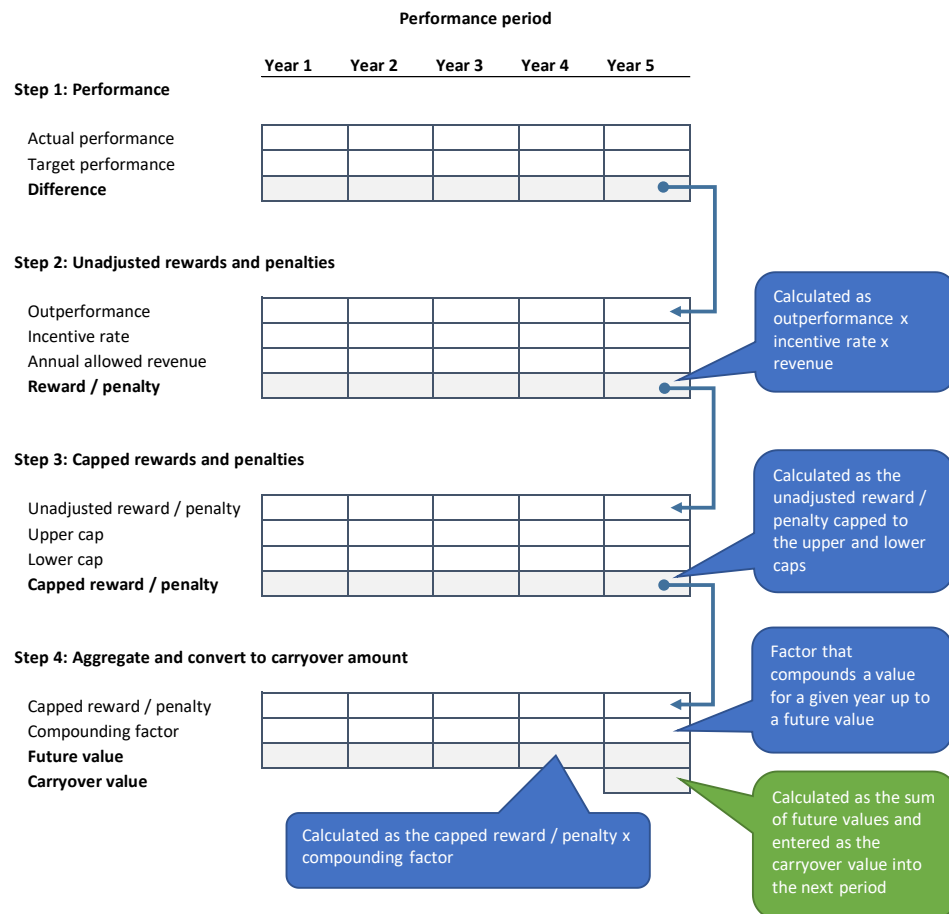 Performance period
Year 1 Year 2 Year 3 Year 4 Year 5
Step 1: Performance
Actual performance
Target performance
Difference
Step 2: Unadjusted rewards and penalties
Outperformance
Incentive rate
Annual allowed revenue
Reward / penalty
Calculated as
outperformance x
incentive rate x
revenue
Step 3: Capped rewards and penalties
Unadjusted reward / penalty
Upper cap
Lower cap
Capped reward / penalty
Calculated as the
unadjusted reward /
penalty capped to
the upper and lower
caps
Step 4: Aggregate and convert to carryover amount
Capped reward / penalty
Compounding factor
Future value
Carryover value
Factor that
compounds a value
for a given year up to
a future value
Calculated as the capped reward / penalty x
compounding factor
Calculated as the sum
of future values and
entered as the
carryover value into
the next period